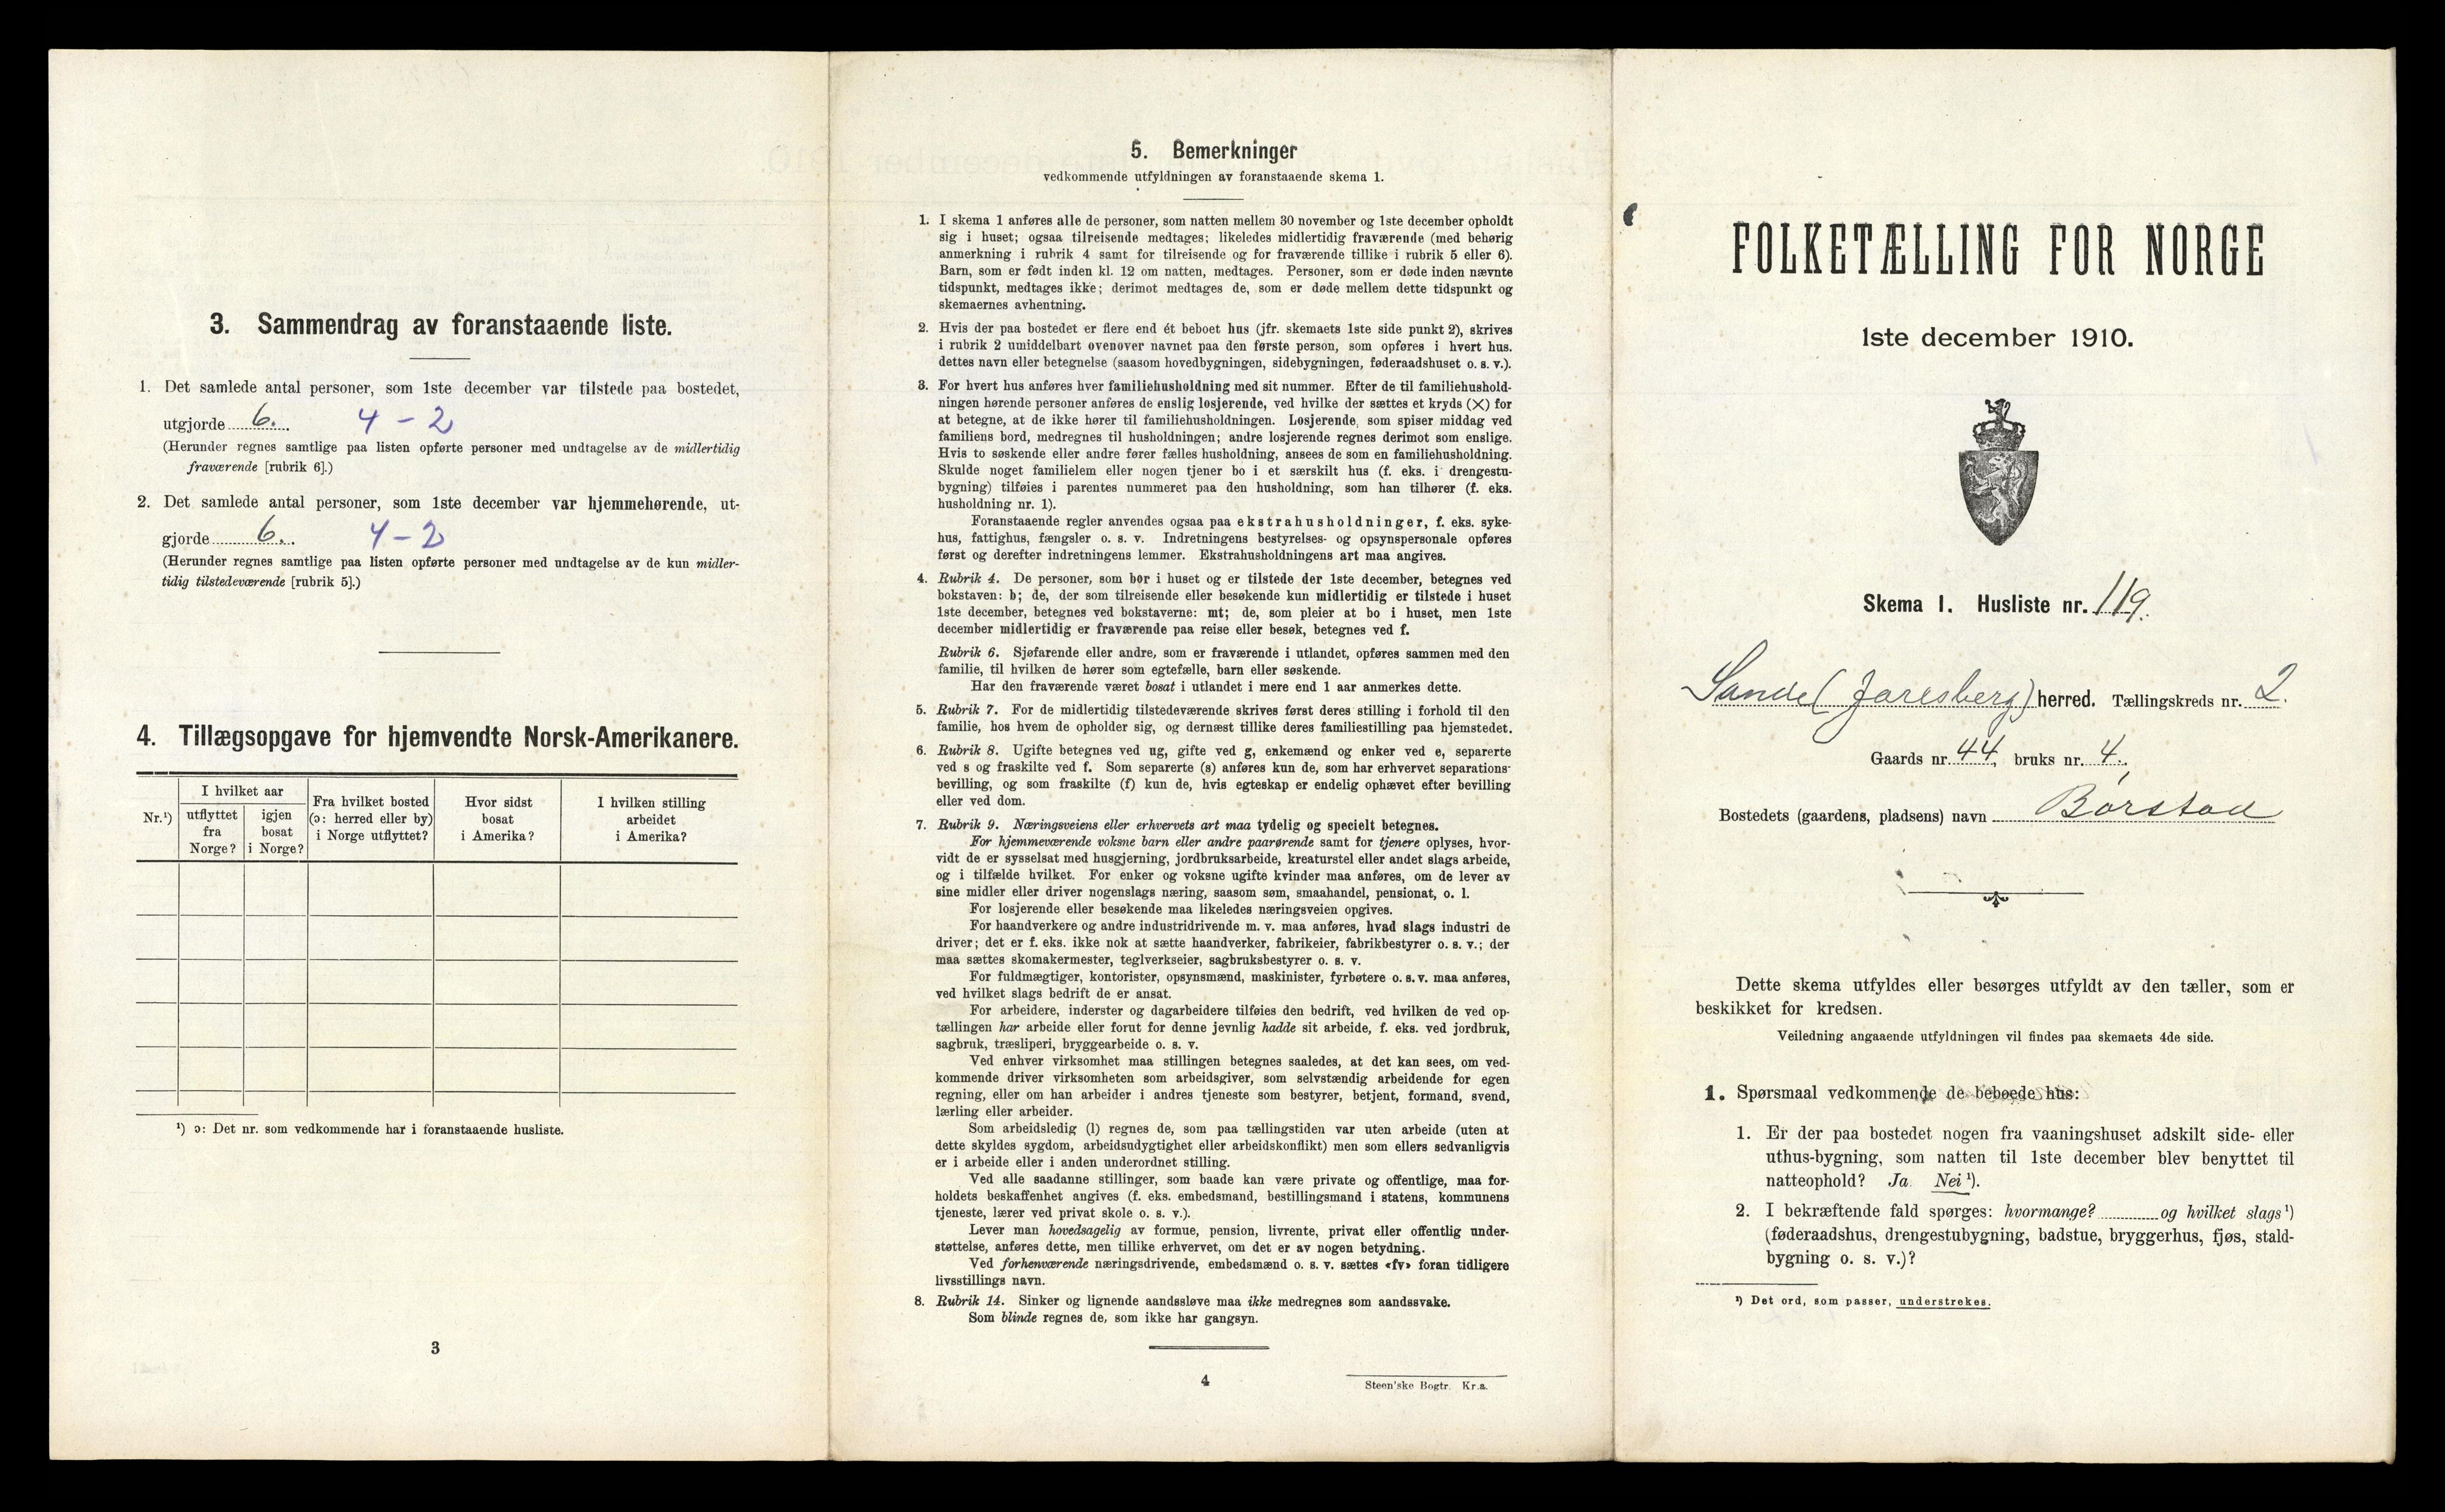 3. Sammendrag av foranstaaende liste.
1. Det samlede antal personer, som 1ste december var tilstede paa bostedet,
utgjorde 6. 4 - 2
(Herunder regnes samtlige paa listen opførte personer med undtagelse av de midlertidig
fraværende [rubrik 6].)
2. Det samlede antal personer, som 1ste december var hjemmehørende, ut-
gjorde 6. 4-2
(Herunder regnes samtlige paa listen opførte personer med undtagelse av de kun midler-
tidig tilstedeværende [rubrik 5].)
4. Tillægsopgave for hjemvendte Norsk-Amerikanere.
Nr.¹)
I hvilket aar
utflyttet
fra
Norge?
igjen
bosat
i Norge?
Fra hvilket bosted
(ɔ: herred eller by)
i Norge utflyttet?
Hvor sidst
bosat
i Amerika?
I hvilken stilling
arbeidet
i Amerika?
¹) ɔ: Det nr. som vedkommende har i foranstaaende husliste.
3
5. Bemerkninger
vedkommende utfyldningen av foranstaaende skema 1.
1. I skema 1 anføres alle de personer, som natten mellem 30 november og 1ste december opholdt
sig i huset; ogsaa tilreisende medtages; likeledes midlertidig fraværende (med behørig
anmerkning i rubrik 4 samt for tilreisende og for fraværende tillike i rubrik 5 eller 6).
Barn, som er født inden kl. 12 om natten, medtages. Personer, som er døde inden nævnte
tidspunkt, medtages ikke; derimot medtages de, som er døde mellem dette tidspunkt og
skemaernes avhentning.
2. Hvis der paa bostedet er flere end ét beboet hus (jfr. skemaets 1ste side punkt 2), skrives
i rubrik 2 umiddelbart ovenover navnet paa den første person, som opføres i hvert hus.
dettes navn eller betegnelse (saasom hovedbygningen, sidebygningen, føderaadshuset o. s. v.).
3. For hvert hus anføres hver familiehusholdning med sit nummer. Efter de til familiehushold-
ningen hørende personer anføres de enslig losjerende, ved hvilke der sættes et kryds (×) for
at betegne, at de ikke hører til familiehusholdningen. Losjerende, som spiser middag ved
familiens bord, medregnes til husholdningen; andre losjerende regnes derimot som enslige.
Hvis to søskende eller andre fører fælles husholdning, ansees de som en familiehusholdning.
Skulde noget familielem eller nogen tjener bo i et særskilt hus (f. eks. i drengestu-
bygning) tilføies i parentes nummeret paa den husholdning, som han tilhører (f. eks.
husholdning nr. 1).
Foranstaaende regler anvendes ogsaa paa ekstrahusholdninger, f. eks. syke-
hus, fattighus, fængsler o. s. v. Indretningens bestyrelses- og opsynspersonale opføres
først og derefter indretningens lemmer. Ekstrahusholdningens art maa angives.
4. Rubrik 4. De personer, som bor i huset og er tilstede der 1ste december, betegnes ved
bokstaven: b; de, der som tilreisende eller besøkende kun midlertidig er tilstede i huset
1ste december, betegnes ved bokstaverne: mt; de, som pleier at bo i huset, men 1ste
december midlertidig er fraværende paa reise eller besøk, betegnes ved f.
Rubrik 6. Sjøfarende eller andre, som er fraværende i utlandet, opføres sammen med den
familie, til hvilken de hører som egtefælle, barn eller søskende.
Har den fraværende været bosat i utlandet i mere end 1 aar anmerkes dette.
5. Rubrik 7. For de midlertidig tilstedeværende skrives først deres stilling i forhold til den
familie, hos hvem de opholder sig, og dernæst tillike deres familiestilling paa hjemstedet.
6. Rubrik 8. Ugifte betegnes ved ug, gifte ved g, enkemænd og enker ved e, separerte
ved s og fraskilte ved f. Som separerte (s) anføres kun de, som har erhvervet separations-
bevilling, og som fraskilte (f) kun de, hvis egteskap er endelig ophævet efter bevilling
eller ved dom.
7. Rubrik 9. Næringsveiens eller erhvervets art maa tydelig og specielt betegnes.
For hjemmeværende voksne barn eller andre paarørende samt for tjenere oplyses, hvor-
vidt de er sysselsat med husgjerning, jordbruksarbeide, kreaturstel eller andet slags arbeide,
og i tilfælde hvilket. For enker og voksne ugifte kvinder maa anføres, om de lever av
sine midler eller driver nogenslags næring, saasom søm, smaahandel, pensionat, o. l.
For losjerende eller besøkende maa likeledes næringsveien opgives.
For haandverkere og andre industridrivende m. v. maa anføres, hvad slags industri de
driver; det er f. eks. ikke nok at sætte haandverker, fabrikeier, fabrikbestyrer o. s. v.; der
maa sættes skomakermester, teglverkseier, sagbruksbestyrer o. s. v.
For fuldmægtiger, kontorister, opsynsmænd, maskinister, fyrbøtere o. s. v. maa anføres,
ved hvilket slags bedrift de er ansat.
For arbeidere, inderster og dagarbeidere tilføies den bedrift, ved hvilken de ved op-
tællingen har arbeide eller forut for denne jevnlig hadde sit arbeide, f. eks. ved jordbruk,
sagbruk, træsliperi, bryggearbeide o. s. v.
Ved enhver virksomhet maa stillingen betegnes saaledes, at det kan sees, om ved-
kommende driver virksomheten som arbeidsgiver, som selvstændig arbeidende for egen
regning, eller om han arbeider i andres tjeneste som bestyrer, betjent, formand, svend,
lærling eller arbeider.
Som arbeidsledig (l) regnes de, som paa tællingstiden var uten arbeide (uten at
dette skyldes sygdom, arbeidsudygtighet eller arbeidskonflikt) men som ellers sedvanligvis
er i arbeide eller i anden underordnet stilling.
Ved alle saadanne stillinger, som baade kan være private og offentlige, maa for-
holdets beskaffenhet angives (f. eks. embedsmand, bestillingsmand i statens, kommunens
tjeneste, lærer ved privat skole o. s. v.).
Lever man hovedsagelig av formue, pension, livrente, privat eller offentlig under-
støttelse, anføres dette, men tillike erhvervet, om det er av nogen betydning.
Ved forhenværende næringsdrivende, embedsmænd o. s. v. sættes «fv» foran tidligere
livsstillings navn.
8. Rubrik 14. Sinker og lignende aandssløve maa ikke medregnes som aandssvake.
Som blinde regnes de, som ikke har gangsyn.
4
Steen'ske Bogtr. Kr.a.
FOLKETÆLLING FOR NORGE
1ste december 1910.
Skema 1. Husliste nr. 119.
Sande (Jarlsberg) herred. Tællingskreds nr. 2.
Gaards nr. 44, bruks nr. 4.
Bostedets (gaardens, pladsens) navn Børstad
Dette skema utfyldes eller besørges utfyldt av den tæller, som er
beskikket for kredsen.
Veiledning angaaende utfyldningen vil findes paa skemaets 4de side.
1. Spørsmaal vedkommende de beboede hus:
1. Er der paa bostedet nogen fra vaaningshuset adskilt side- eller
uthus-bygning, som natten til 1ste december blev benyttet til
natteophold? Ja. Nei ¹).
2. I bekræftende fald spørges: hvormange? og hvilket slags ¹)
(føderaadshus, drengestubygning, badstue, bryggerhus, fjøs, stald-
bygning o. s. v.)?
¹) Det ord, som passer, understrekes.